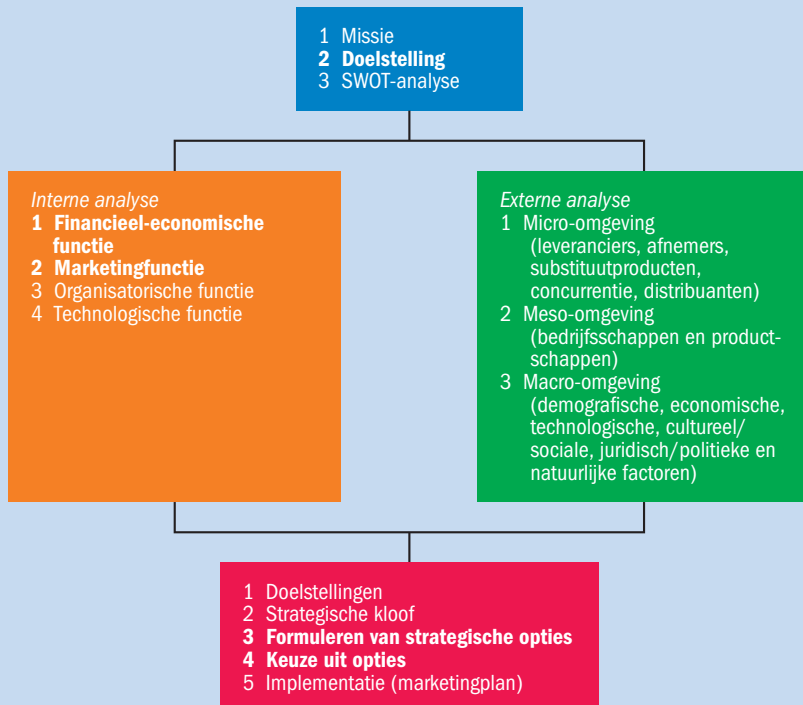 1 Missie
2 Doelstelling
3 SWOT-analyse
Interne analyse
1 Financieel-economische
functie
2 Marketingfunctie
3 Organisatorische functie
4 Technologische functie
Externe analyse
1 Micro-omgeving
(leveranciers, afnemers,
substituutproducten,
concurrentie, distribuanten)
2 Meso-omgeving
(bedrijfsschappen en product-
schappen)
3 Macro-omgeving
(demografische, economische,
technologische, cultureel/
sociale, juridisch/politieke en
natuurlijke factoren)
1 Doelstellingen
2 Strategische kloof
3 Formuleren van strategische opties
4 Keuze uit opties
5 Implementatie (marketingplan)